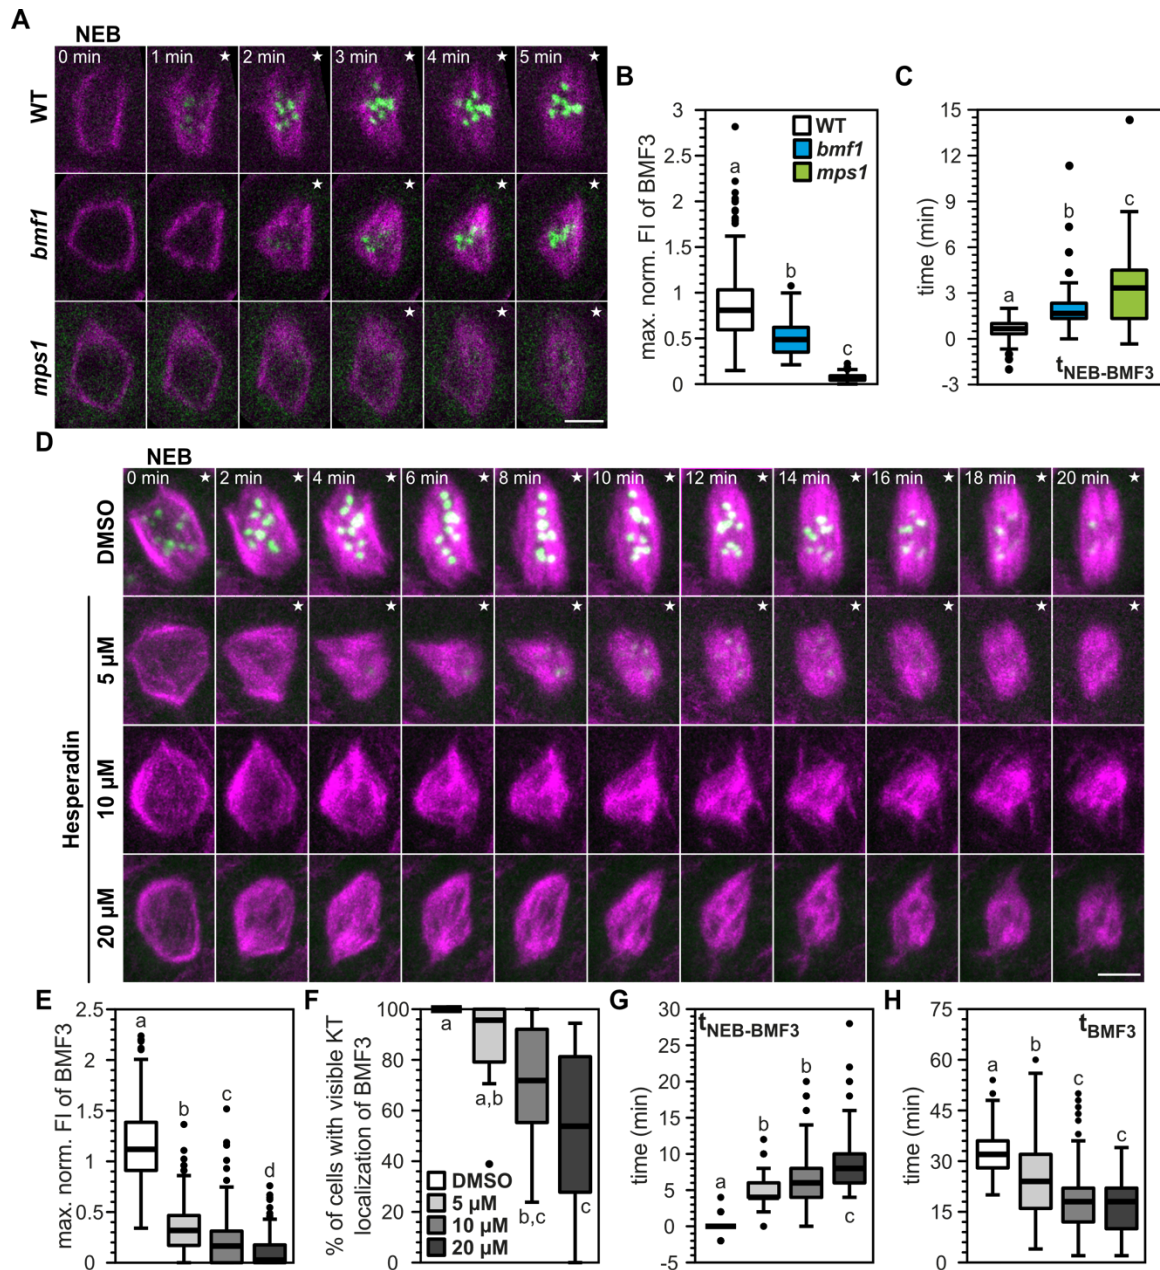 A
NEB
0 min 1 min 2 min 3 min 4 min 5 min
WT
bmf1
mps1
B
max. norm. FI of BMF3
3
2.5
2
1.5
1
0.5
0
WT
bmf1
mps1
a
b
c
C
time (min)
15
12
9
6
3
0
-3
a
b
c
tNEB-BMF3
D
NEB
0 min 2 min 4 min 6 min 8 min 10 min 12 min 14 min 16 min 18 min 20 min
DMSO
Hesperadin
5 µM
10 µM
20 µM
E
max. norm. FI of BMF3
2.5
2
1.5
1
0.5
0
a
b
c
d
F
% of cells with visible KT
localization of BMF3
100
80
60
40
20
0
a
a,b
b,c
c
DMSO
5 µM
10 µM
20 µM
G
tNEB-BMF3
time (min)
30
25
20
15
10
5
0
-5
a
b
b
c
H
tBMF3
time (min)
75
60
45
30
15
0
a
b
c
c